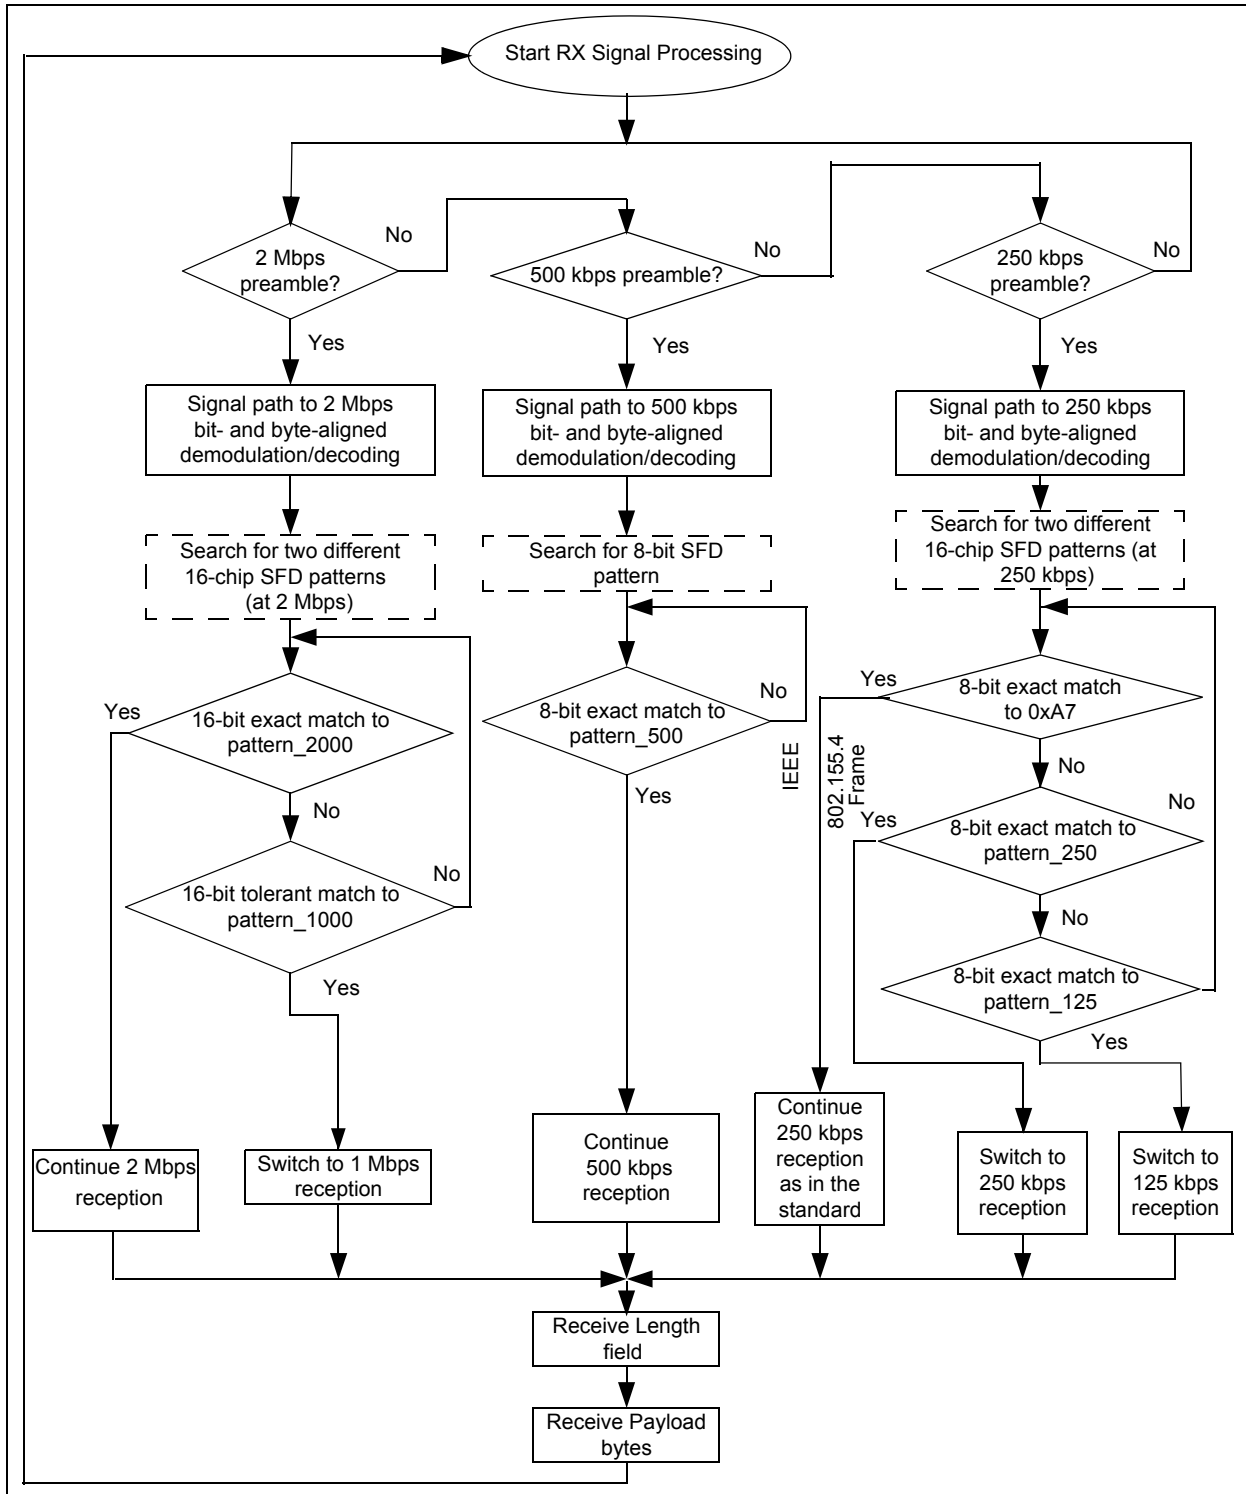 Start RX Signal Processing
2 Mbps
preamble?
No
500 kbps preamble?
No
250 kbps
preamble?
No
Yes
Yes
Yes
Signal path to 2 Mbps
bit- and byte-aligned
demodulation/decoding
Signal path to 500 kbps
bit- and byte-aligned
demodulation/decoding
Signal path to 250 kbps
bit- and byte-aligned
demodulation/decoding
Search for two different
16-chip SFD patterns
(at 2 Mbps)
Search for 8-bit SFD
pattern
Search for two different
16-chip SFD patterns (at
250 kbps)
Yes
16-bit exact match to
pattern_2000
No
16-bit tolerant match to
pattern_1000
No
Yes
8-bit exact match to
pattern_500
No
Yes
Yes
8-bit exact match
to 0xA7
IEEE
802.155.4
Frame
No
Yes
8-bit exact match to
pattern_250
No
No
8-bit exact match to
pattern_125
Yes
Continue 2 Mbps
reception
Switch to 1 Mbps
reception
Continue
500 kbps
reception
Continue
250 kbps
reception
as in the
standard
Switch to
250 kbps
reception
Switch to
125 kbps
reception
Receive Length
field
Receive Payload
bytes